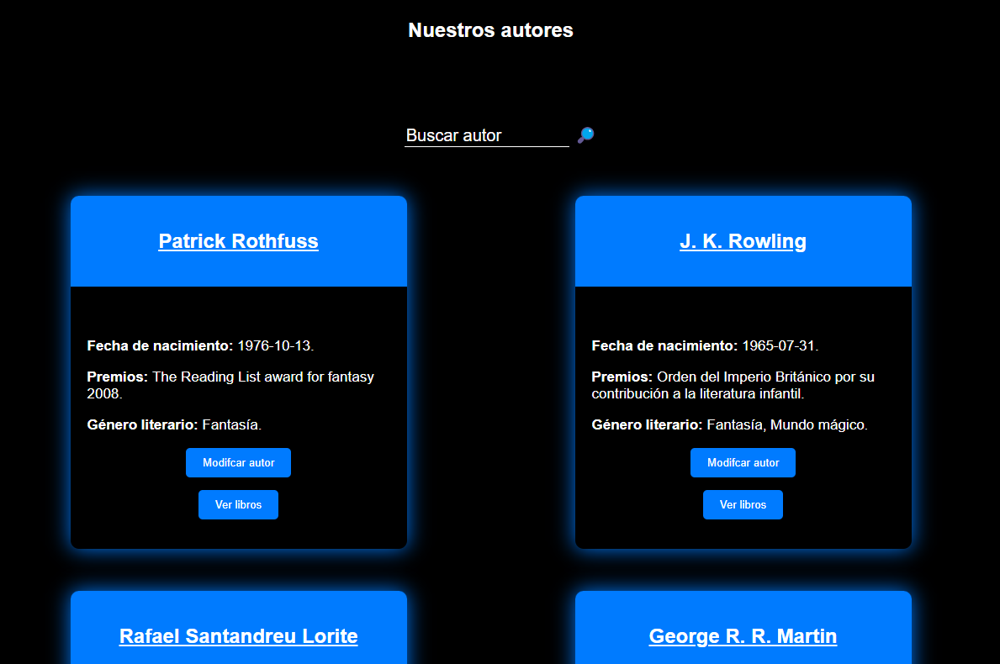 Nuestros autores
Buscar autor
Patrick Rothfuss
Fecha de nacimiento: 1976-10-13.
Premios: The Reading List award for fantasy
2008.
Género literario: Fantasía.
Modifcar autor
Ver libros
J. K. Rowling
Fecha de nacimiento: 1965-07-31.
Premios: Orden del Imperio Británico por su
contribución a la literatura infantil.
Género literario: Fantasía, Mundo mágico.
Modifcar autor
Ver libros
Rafael Santandreu Lorite
George R. R. Martin